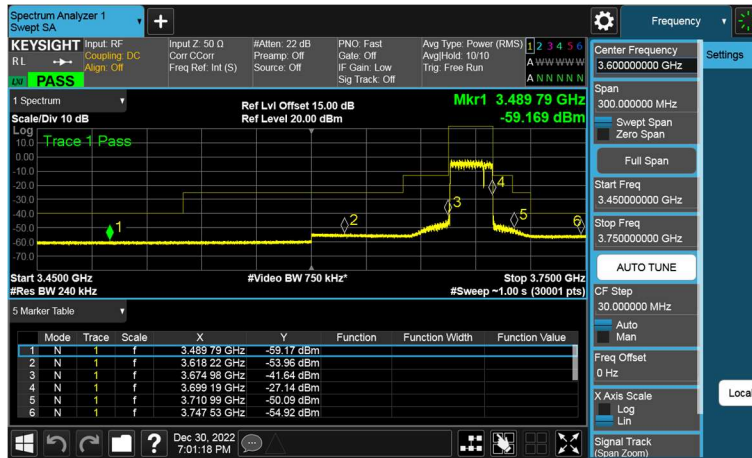 Spectrum Analyzer 1
Swept SA
+
Frequency
KEYSIGHT
Input: RF
Coupling: DC
Align: Off
Input Z: 50 Ω
Corr CCorr
Freq Ref: Int (S)
#Atten: 22 dB
Preamp: Off
Source: Off
PNO: Fast
Gate: Off
IF Gain: Low
Sig Track: Off
Avg Type: Power (RMS)
Avg|Hold: 10/10
Trig: Free Run
1 2 3 4 5 6
A W W W W W
A N N N N N
R L
LXI
PASS
1 Spectrum
Scale/Div 10 dB
Ref Lvl Offset 15.00 dB
Ref Level 20.00 dBm
Mkr1 3.489 79 GHz
-59.169 dBm
Log
Trace 1 Pass
10.0
0.00
-10.0
-20.0
-30.0
-40.0
-50.0
-60.0
-70.0
1
2
3
4
5
6
Start 3.4500 GHz
#Res BW 240 kHz
#Video BW 750 kHz*
Stop 3.7500 GHz
#Sweep ~1.00 s (30001 pts)
5 Marker Table
Mode Trace Scale X Y Function Function Width Function Value
1 N 1 f 3.489 79 GHz -59.17 dBm
2 N 1 f 3.618 22 GHz -53.96 dBm
3 N 1 f 3.674 98 GHz -41.64 dBm
4 N 1 f 3.699 19 GHz -27.14 dBm
5 N 1 f 3.710 99 GHz -50.09 dBm
6 N 1 f 3.747 53 GHz -54.92 dBm
?
Dec 30, 2022
7:01:18 PM
Center Frequency
3.600000000 GHz
Settings
Span
300.000000 MHz
Swept Span
Zero Span
Full Span
Start Freq
3.450000000 GHz
Stop Freq
3.750000000 GHz
AUTO TUNE
CF Step
30.000000 MHz
Auto
Man
Freq Offset
0 Hz
X Axis Scale
Log
Lin
Local
Signal Track
(Span Zoom)